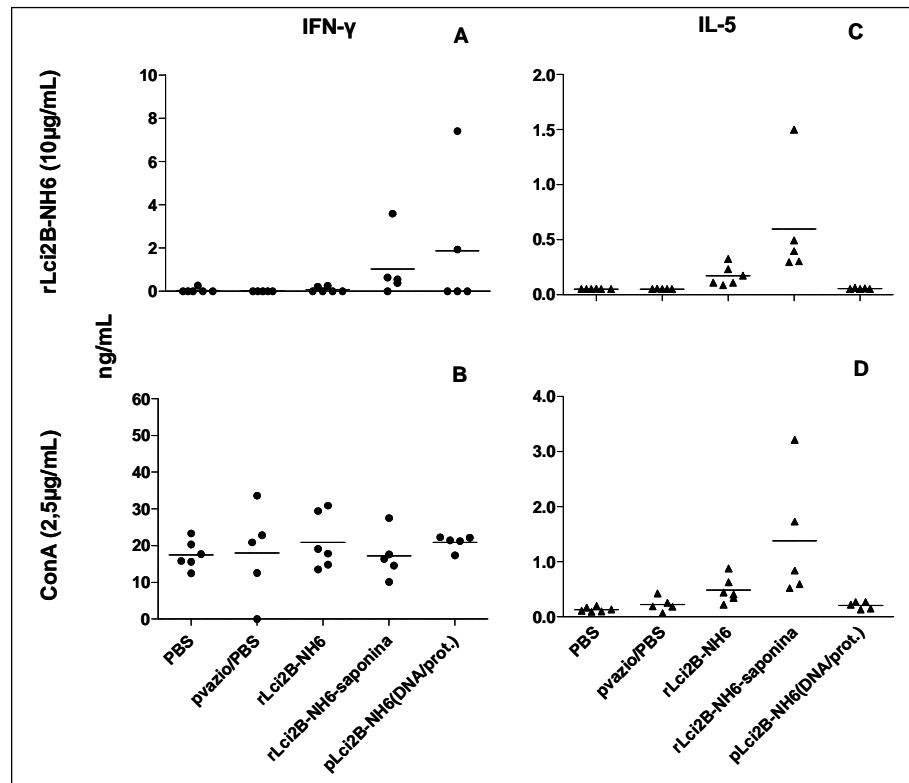 IFN-γ
IL-5
A
C
rLci2B-NH6 (10µg/mL)
10
8
6
4
2
0
2.0
1.5
1.0
0.5
0.0
ng/mL
B
D
ConA (2,5µg/mL)
60
50
40
30
20
10
0
4.0
3.0
2.0
1.0
0.0
PBS
pvazio/PBS
rLci2B-NH6
rLci2B-NH6-saponina
pLci2B-NH6(DNA/prot.)
PBS
pvazio/PBS
rLci2B-NH6
rLci2B-NH6-saponina
pLci2B-NH6(DNA/prot.)